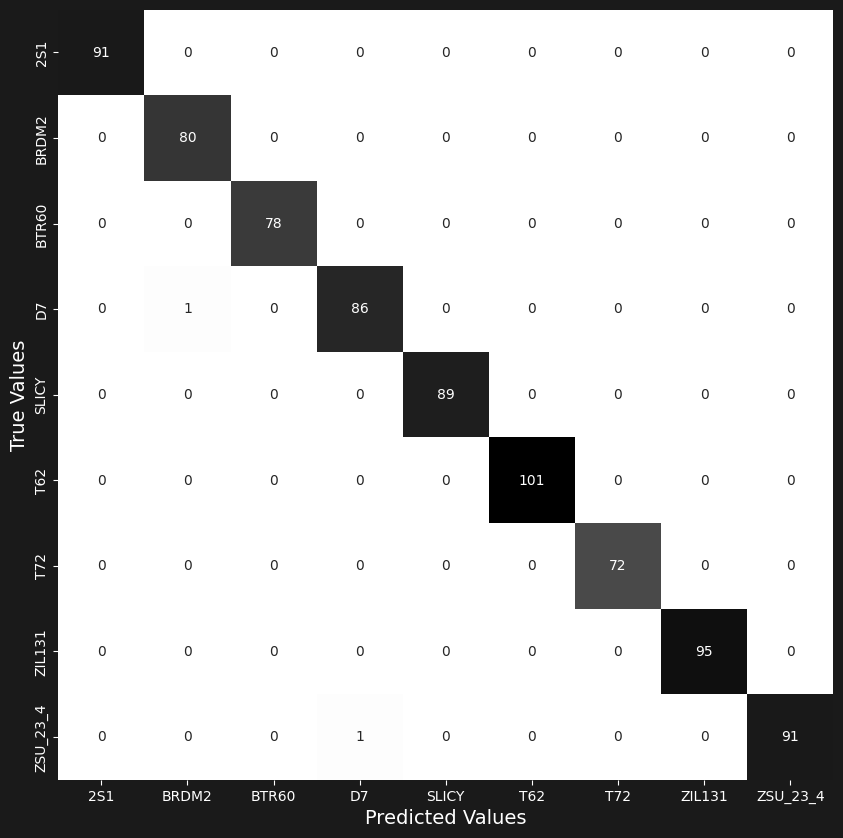 2S1 91 0 0 0 0 0 0 0 0
BRDM2 0 80 0 0 0 0 0 0 0
BTR60 0 0 78 0 0 0 0 0 0
D7 0 1 0 86 0 0 0 0 0
SLICY 0 0 0 0 89 0 0 0 0
T62 0 0 0 0 0 101 0 0 0
T72 0 0 0 0 0 0 72 0 0
ZIL131 0 0 0 0 0 0 0 95 0
ZSU_23_4 0 0 0 1 0 0 0 0 91
True Values
2S1 BRDM2 BTR60 D7 SLICY T62 T72 ZIL131 ZSU_23_4
Predicted Values